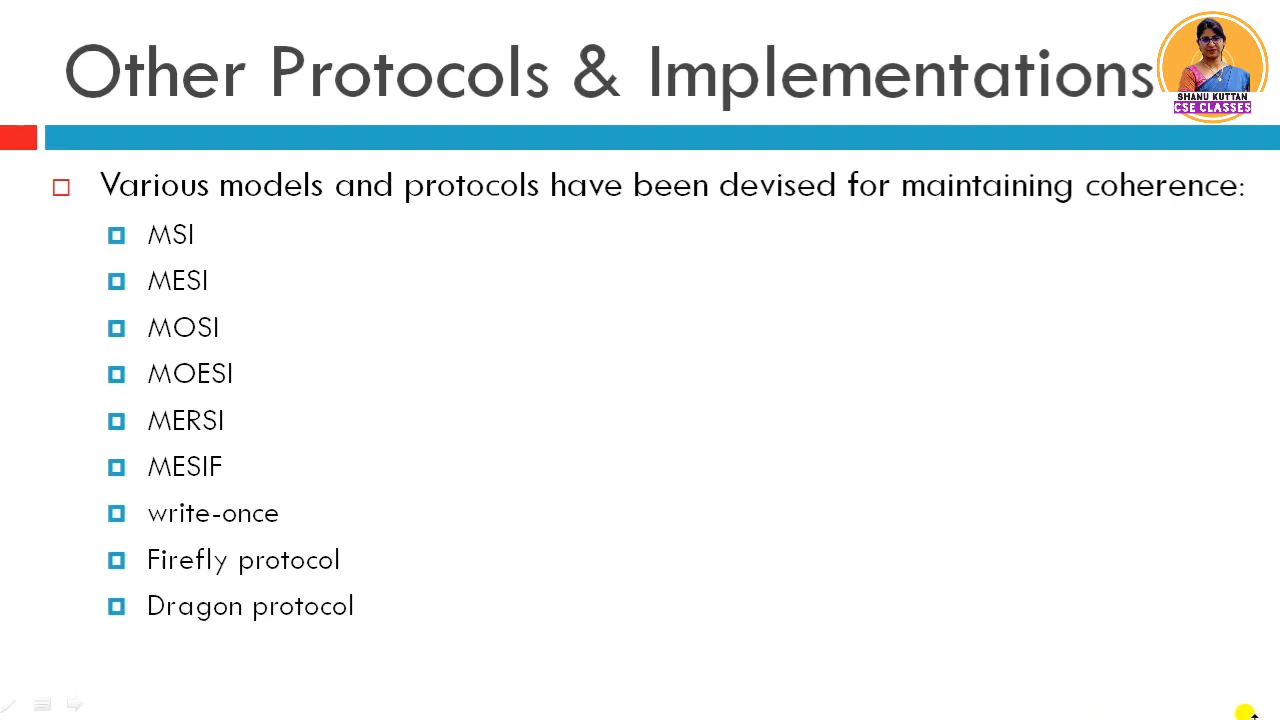 Other Protocols & Implementations
SHANU KUTTAN
CSE CLASSES
Various models and protocols have been devised for maintaining coherence:
MSI
MESI
MOSI
MOESI
MERSI
MESIF
write-once
Firefly protocol
Dragon protocol